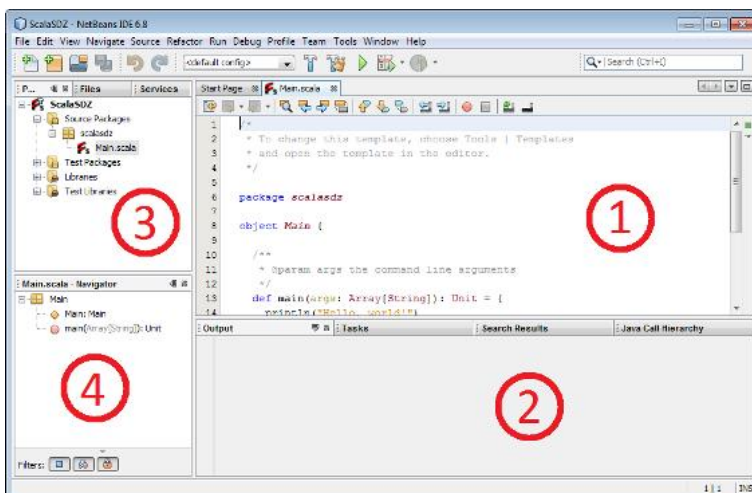 ScalaSDZ - NetBeans IDE 6.8
File Edit View Navigate Source Refactor Run Debug Profile Team Tools Window Help
<default config>
Search (Ctrl+I)
P... Files Services
ScalaSDZ
Source Packages
scalasdz
Main.scala
Test Packages
Libraries
Test Libraries
3
Start Page Main.scala
1 /*
2 * To change this template, choose Tools | Templates
3 * and open the template in the editor.
4 */
5
6 package scalasdz
7
8 object Main {
9
10 /**
11 * @param args the command line arguments
12 */
13 def main(args: Array[String]): Unit = {
14 println("Hello, world!")
1
Main.scala - Navigator
Main
Main: Main
main(Array[String]): Unit
4
Filters:
Output Tasks Search Results Java Call Hierarchy
2
1 | 1 INS